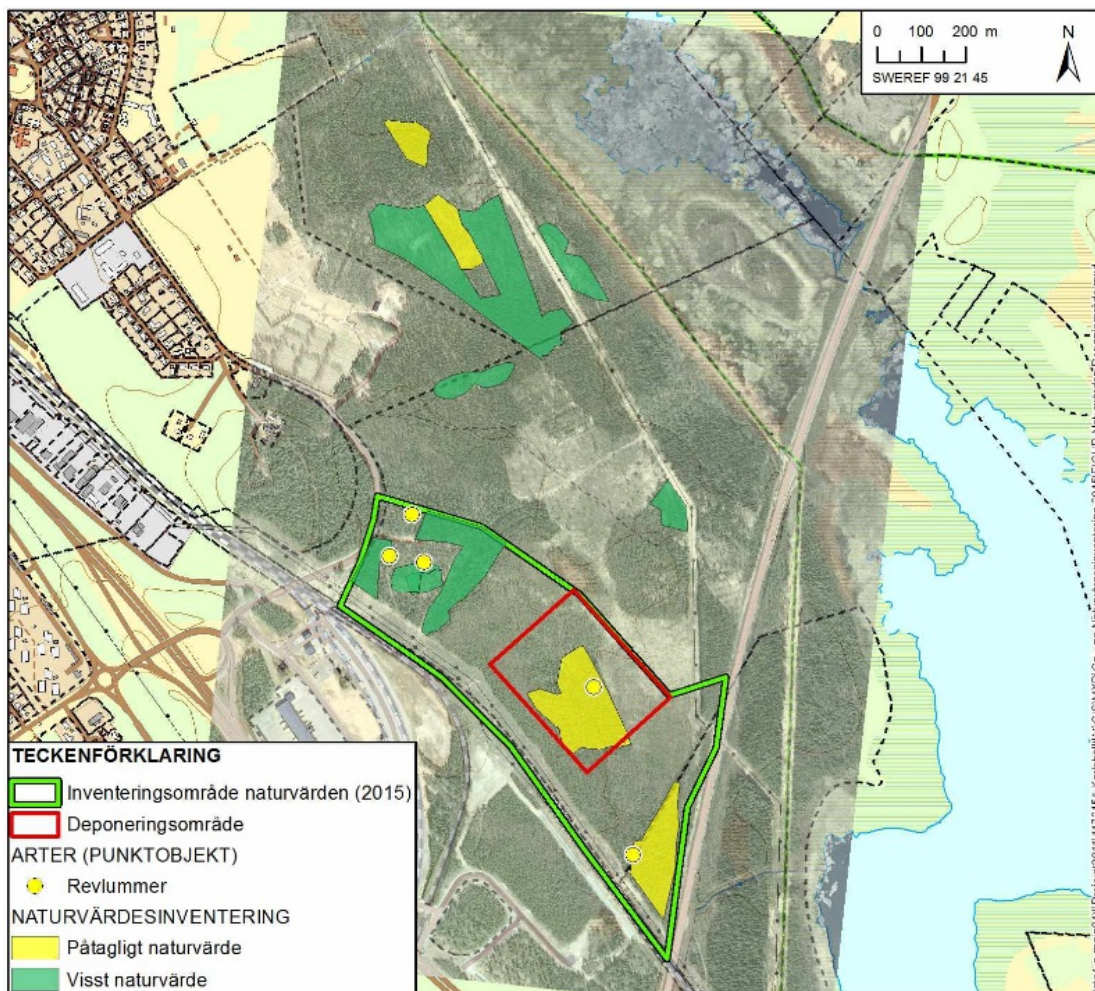 0 100 200 m
N
SWEREF 99 21 45
TECKENFÖRKLARING
Inventeringsområde naturvärden (2015)
Deponeringsområde
ARTER (PUNKTOBJEKT)
Revlummer
NATURVÄRDESINVENTERING
Påtagligt naturvärde
Visst naturvärde